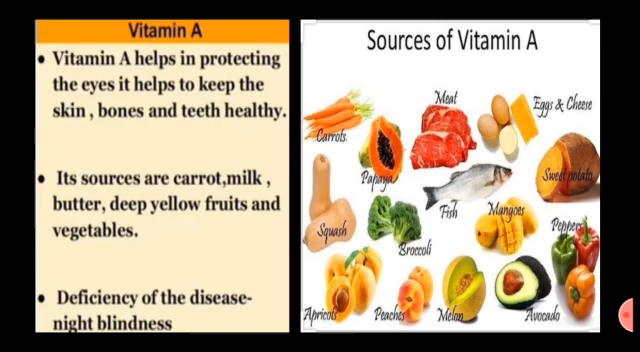 Vitamin A
• Vitamin A helps in protecting
the eyes it helps to keep the
skin , bones and teeth healthy.
• Its sources are carrot,milk ,
butter, deep yellow fruits and
vegetables.
• Deficiency of the disease-
night blindness
Sources of Vitamin A
Carrots
Papaya
Meat
Eggs & Cheese
Sweet potato
Squash
Broccoli
Fish
Mangoes
Peppers
Apricots
Peaches
Melon
Avocado